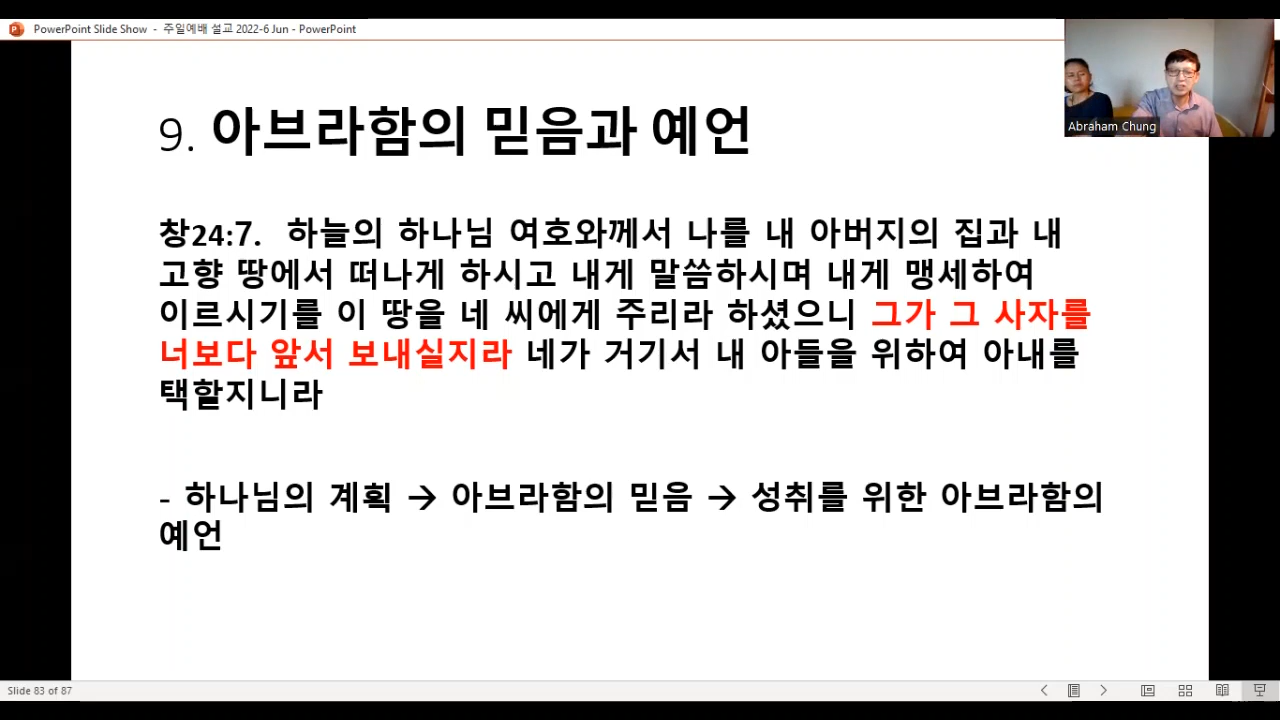 PowerPoint Slide Show - 주일예배 설교 2022-6 Jun - PowerPoint
Abraham Chung
9. 아브라함의 믿음과 예언
창24:7. 하늘의 하나님 여호와께서 나를 내 아버지의 집과 내
고향 땅에서 떠나게 하시고 내게 말씀하시며 내게 맹세하여
이르시기를 이 땅을 네 씨에게 주리라 하셨으니 그가 그 사자를
너보다 앞서 보내실지라 네가 거기서 내 아들을 위하여 아내를
택할지니라
- 하나님의 계획 → 아브라함의 믿음 → 성취를 위한 아브라함의
예언
Slide 83 of 87